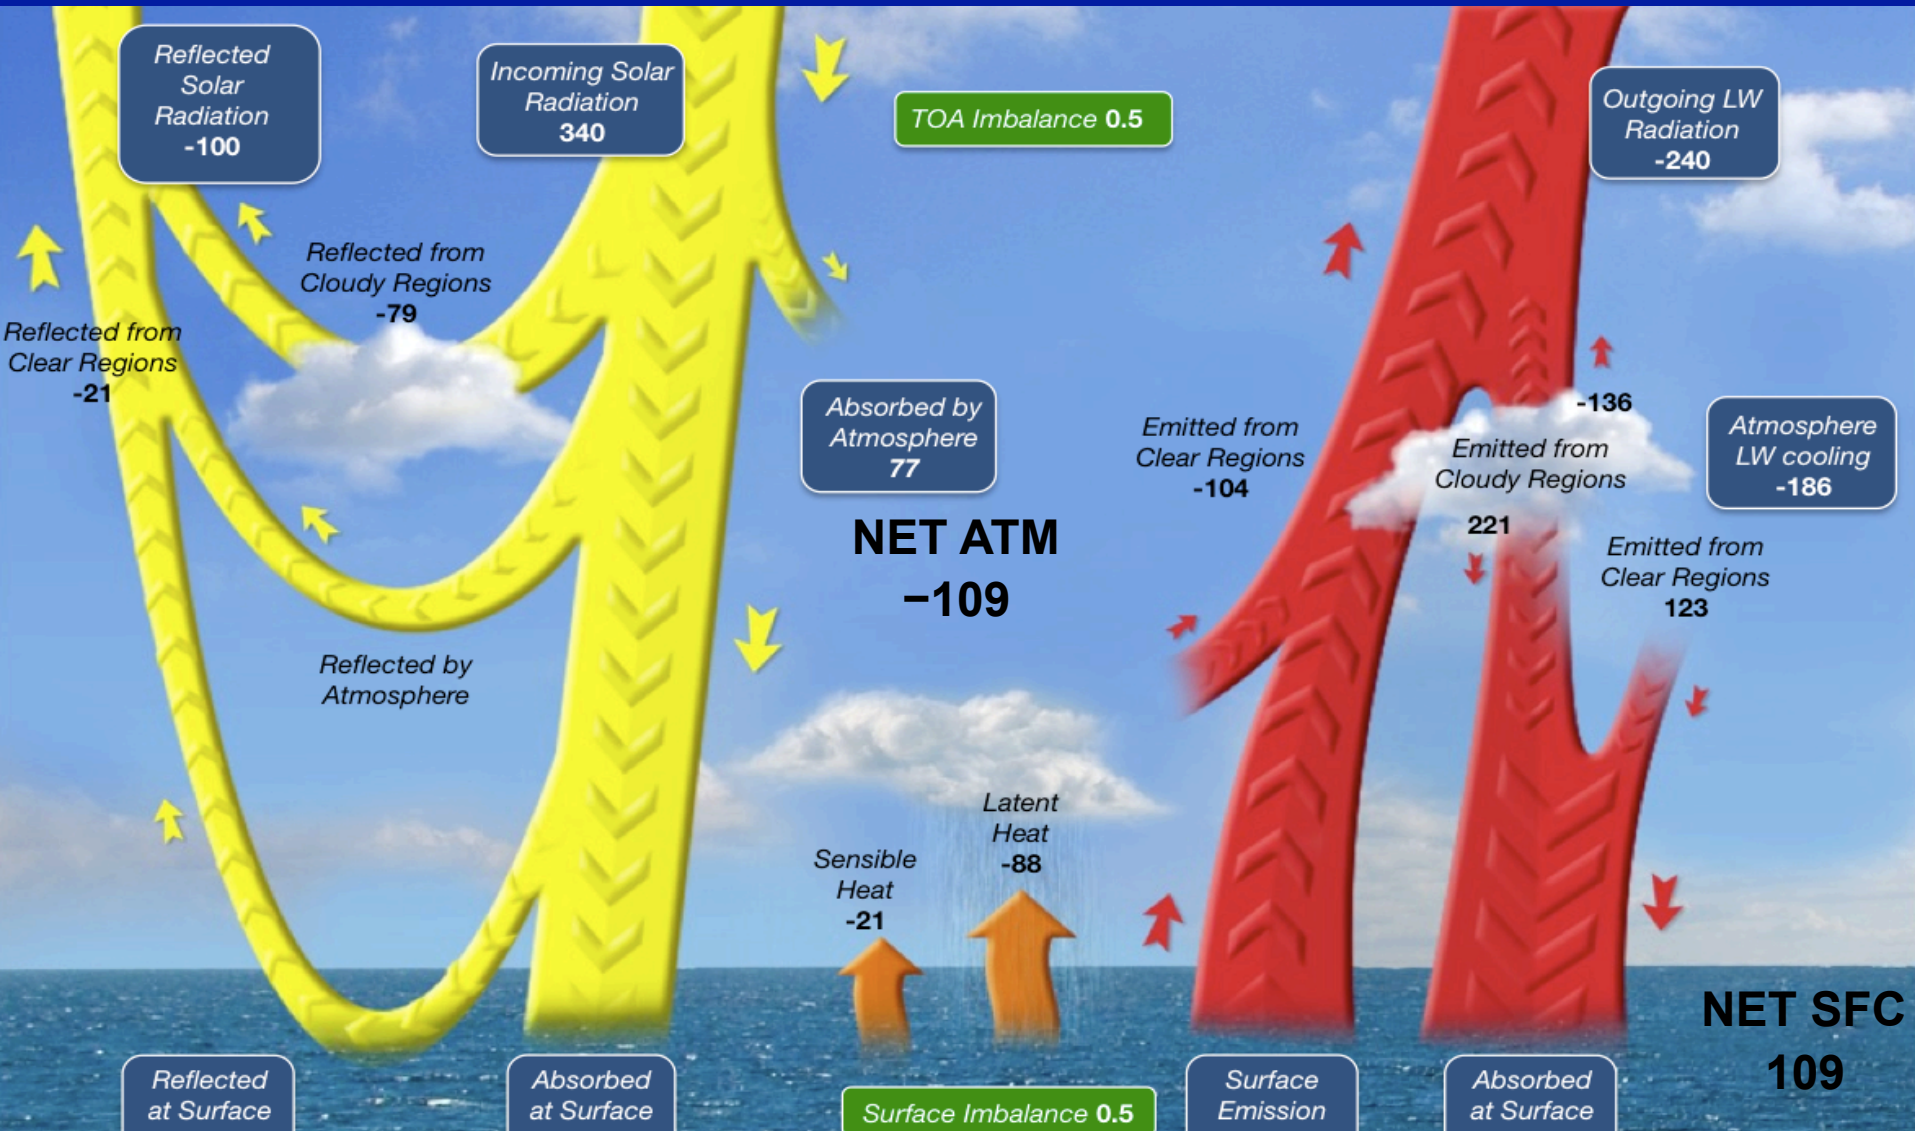 Reflected
Solar
Radiation
-100
Incoming Solar
Radiation
340
TOA Imbalance 0.5
Outgoing LW
Radiation
-240
Reflected from
Cloudy Regions
-79
Reflected from
Clear Regions
-21
Absorbed by
Atmosphere
77
NET ATM
−109
Emitted from
Clear Regions
-104
-136
Emitted from
Cloudy Regions
221
Atmosphere
LW cooling
-186
Emitted from
Clear Regions
123
Reflected by
Atmosphere
Latent
Heat
-88
Sensible
Heat
-21
NET SFC
109
Reflected
at Surface
Absorbed
at Surface
Surface Imbalance 0.5
Surface
Emission
Absorbed
at Surface